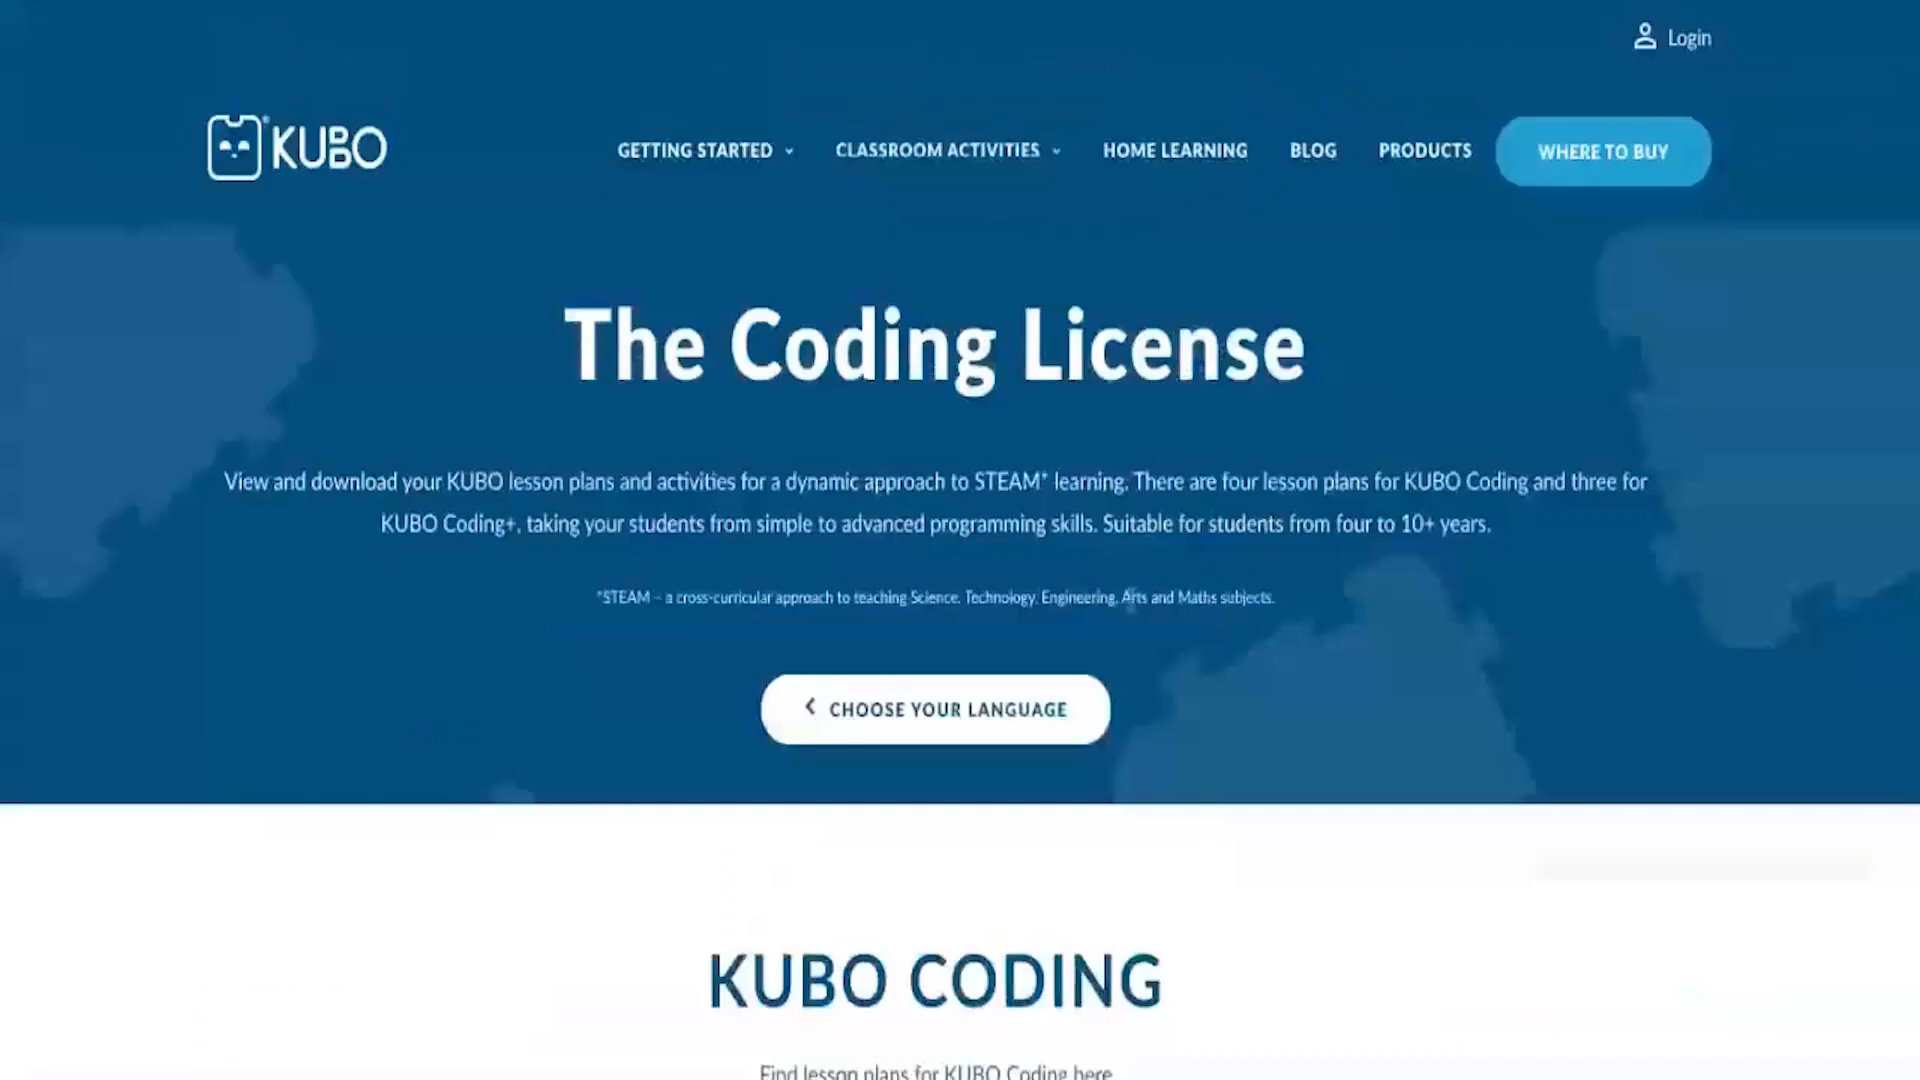 Login
KUBO
GETTING STARTED
CLASSROOM ACTIVITIES
HOME LEARNING
BLOG
PRODUCTS
WHERE TO BUY
The Coding License
View and download your KUBO lesson plans and activities for a dynamic approach to STEAM* learning. There are four lesson plans for KUBO Coding and three for
KUBO Coding+, taking your students from simple to advanced programming skills. Suitable for students from four to 10+ years.
*STEAM – a cross-curricular approach to teaching Science, Technology, Engineering, Arts and Maths subjects.
CHOOSE YOUR LANGUAGE
KUBO CODING
Find lesson plans for KUBO Coding here